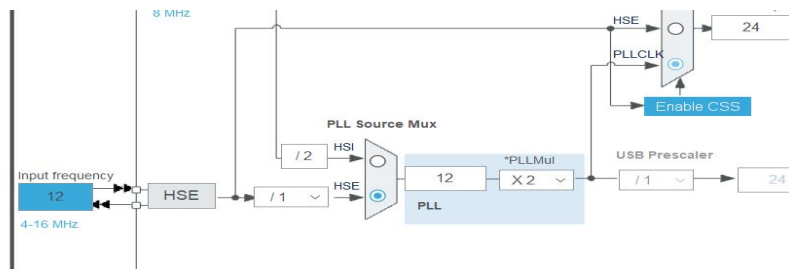 8 MHz
HSE
24
PLLCLK
Enable CSS
PLL Source Mux
/ 2
HSI
*PLLMul
USB Prescaler
Input frequency
12
HSE
/ 1
HSE
12
X 2
/ 1
24
PLL
4-16 MHz